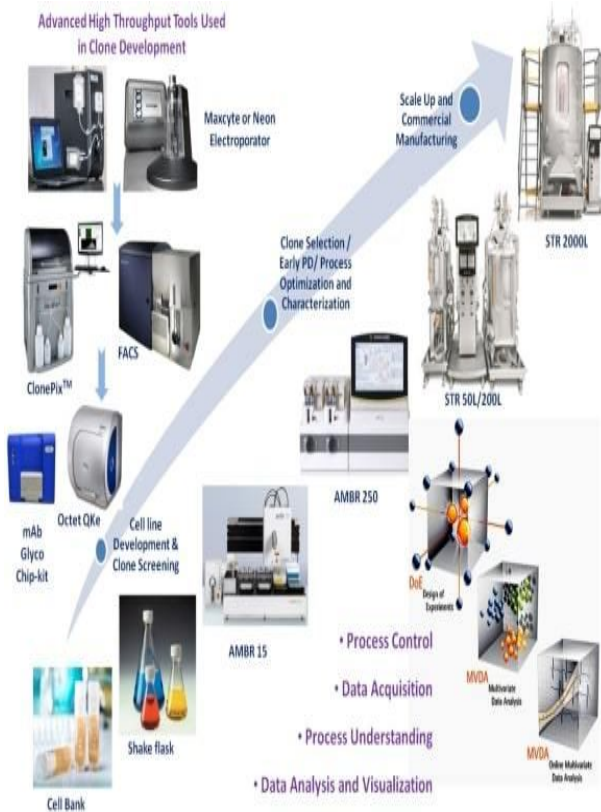 Advanced High Throughput Tools Used
in Clone Development
Maxcyte or Neon
Electroporator
Scale Up and
Commercial
Manufacturing
STR 2000L
Clone Selection /
Early PD/ Process
Optimization and
Characterization
FACS
ClonePix™
STR 50L/200L
Octet QKe
mAb
Glyco
Chip-kit
Cell line
Development &
Clone Screening
AMBR 250
AMBR 15
DoE
Design of
Experiments
• Process Control
MVDA
Multivariate
Data Analysis
• Data Acquisition
• Process Understanding
MVDA
Online Multivariate
Data Analysis
• Data Analysis and Visualization
Shake flask
Cell Bank